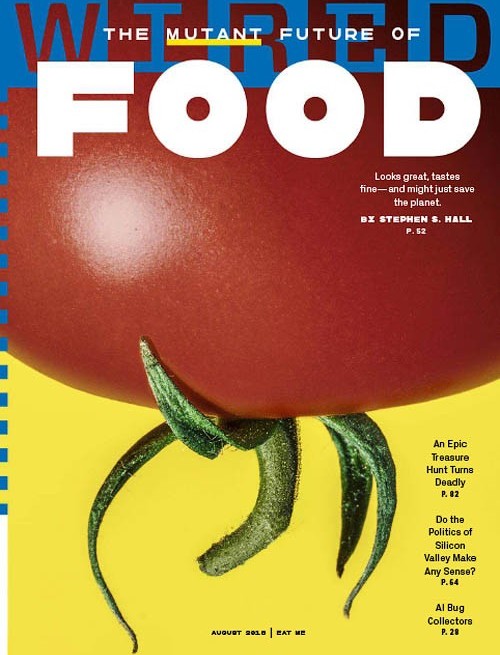 WIRED
THE MUTANT FUTURE OF
FOOD
Looks great, tastes
fine—and might just save
the planet.
BY STEPHEN S. HALL
P. 52
An Epic
Treasure
Hunt Turns
Deadly
P. 82
Do the
Politics of
Silicon
Valley Make
Any Sense?
P. 64
AI Bug
Collectors
P. 28
AUGUST 2018 | EAT ME